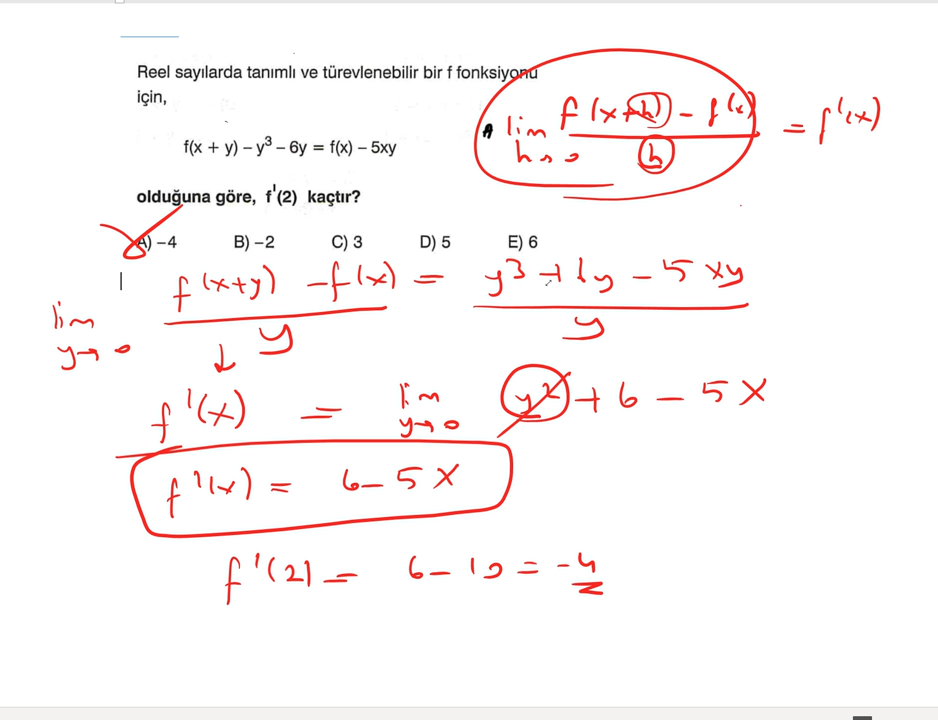 Reel sayılarda tanımlı ve türevlenebilir bir f fonksiyonu
için,
f(x + y) – y³ – 6y = f(x) – 5xy
olduğuna göre, f'(2) kaçtır?
A) –4 B) –2 C) 3 D) 5 E) 6
lim h→0 f(x+h) - f(x) / h = f'(x)
lim y→0 f(x+y) - f(x) / y = y3 + 6y - 5xy / y
f'(x) = lim y→0 y² + 6 - 5x
f'(x) = 6 - 5x
f'(2) = 6 - 10 = -4